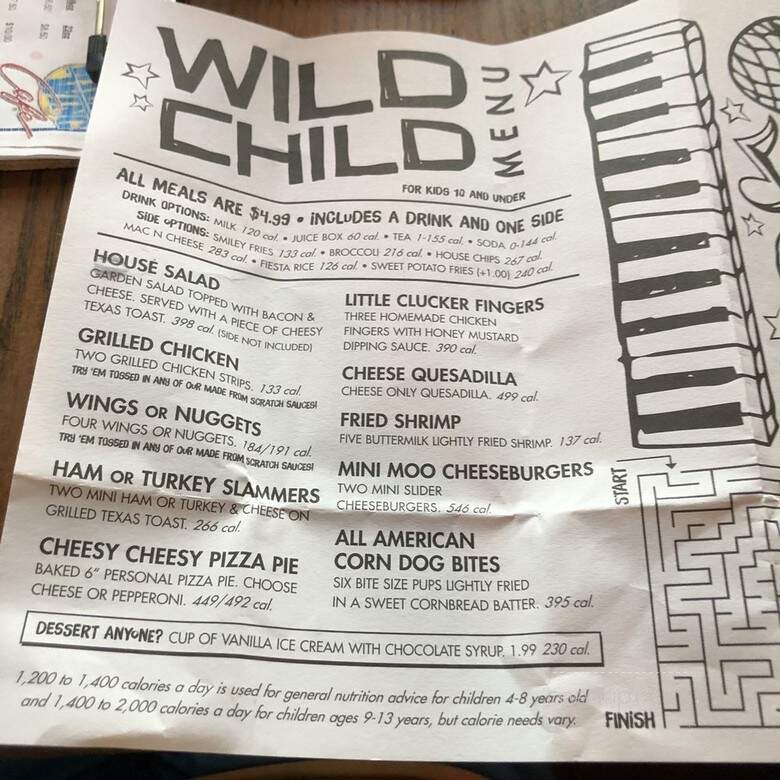 WILD
CHILD
MENU
FOR KIDS 10 AND UNDER
ALL MEALS ARE $4.99 • iNCLuDES A DRINK AND ONE SIDE
DRINK OPTIONS: MILK 120 cal. • JUICE BOX 60 cal. • TEA 1-155 cal. • SODA 0-144 cal.
SIDE OPTIONS: SMILEY FRIES 133 cal. • BROCCOLI 216 cal. • HOUSE CHIPS 267 cal.
MAC N CHEESE 283 cal. • FIESTA RICE 126 cal. • SWEET POTATO FRIES (+1.00) 240 cal.
HOUSE SALAD
GARDEN SALAD TOPPED WITH BACON &
CHEESE. SERVED WITH A PIECE OF CHEESY
TEXAS TOAST. 398 cal. (SIDE NOT INCLUDED)
GRILLED CHICKEN
TWO GRILLED CHICKEN STRIPS. 133 cal.
TRY 'EM TOSSED IN ANY OF OuR MADE FROM SCRATCH SAUCES!
WINGS OR NUGGETS
FOUR WINGS OR NUGGETS. 184/191 cal.
TRY 'EM TOSSED IN ANY OF OuR MADE FROM SCRATCH SAUCES!
HAM OR TURKEY SLAMMERS
TWO MINI HAM OR TURKEY & CHEESE ON
GRILLED TEXAS TOAST. 266 cal.
CHEESY CHEESY PIZZA PIE
BAKED 6" PERSONAL PIZZA PIE. CHOOSE
CHEESE OR PEPPERONI. 449/492 cal.
LITTLE CLUCKER FINGERS
THREE HOMEMADE CHICKEN
FINGERS WITH HONEY MUSTARD
DIPPING SAUCE. 390 cal.
CHEESE QUESADILLA
CHEESE ONLY QUESADILLA. 499 cal.
FRIED SHRIMP
FIVE BUTTERMILK LIGHTLY FRIED SHRIMP. 137 cal.
MINI MOO CHEESEBURGERS
TWO MINI SLIDER
CHEESEBURGERS. 546 cal.
ALL AMERICAN
CORN DOG BITES
SIX BITE SIZE PUPS LIGHTLY FRIED
IN A SWEET CORNBREAD BATTER. 395 cal.
DESSERT ANYoNE? CUP OF VANILLA ICE CREAM WITH CHOCOLATE SYRUP. 1.99 230 cal.
1,200 to 1,400 calories a day is used for general nutrition advice for children 4-8 years old
and 1,400 to 2,000 calories a day for children ages 9-13 years, but calorie needs vary.
START
FINiSH
Cafe